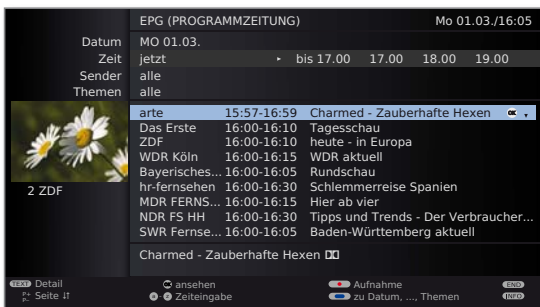 EPG (PROGRAMMZEITUNG) Mo 01.03./16:05
Datum MO 01.03.
Zeit jetzt bis 17.00 17.00 18.00 19.00
Sender alle
Themen alle
arte 15:57-16:59 Charmed - Zauberhafte Hexen OK
Das Erste 16:00-16:10 Tagesschau
ZDF 16:00-16:10 heute - in Europa
WDR Köln 16:00-16:15 WDR aktuell
Bayerisches... 16:00-16:05 Rundschau
hr-fernsehen 16:00-16:30 Schlemmerreise Spanien
MDR FERNS... 16:00-16:15 Hier ab vier
NDR FS HH 16:00-16:30 Tipps und Trends - Der Verbraucher...
SWR Fernse... 16:00-16:05 Baden-Württemberg aktuell
2 ZDF
Charmed - Zauberhafte Hexen
TEXT Detail OK ansehen Aufnahme END
P+ P- Seite Zeiteingabe zu Datum, ..., Themen INFO